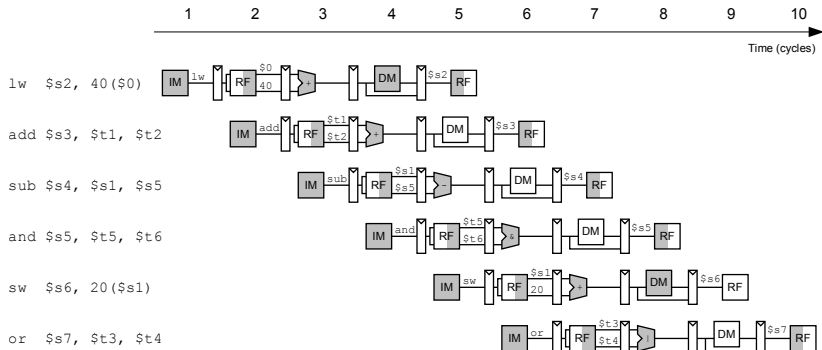 1 2 3 4 5 6 7 8 9 10
Time (cycles)
lw $s2, 40($0) IM lw RF $0 40 + DM $s2 RF
add $s3, $t1, $t2 IM add RF $t1 $t2 + DM $s3 RF
sub $s4, $s1, $s5 IM sub RF $s1 $s5 - DM $s4 RF
and $s5, $t5, $t6 IM and RF $t5 $t6 & DM $s5 RF
sw $s6, 20($s1) IM sw RF $s1 20 + DM $s6 RF
or $s7, $t3, $t4 IM or RF $t3 $t4 | DM $s7 RF